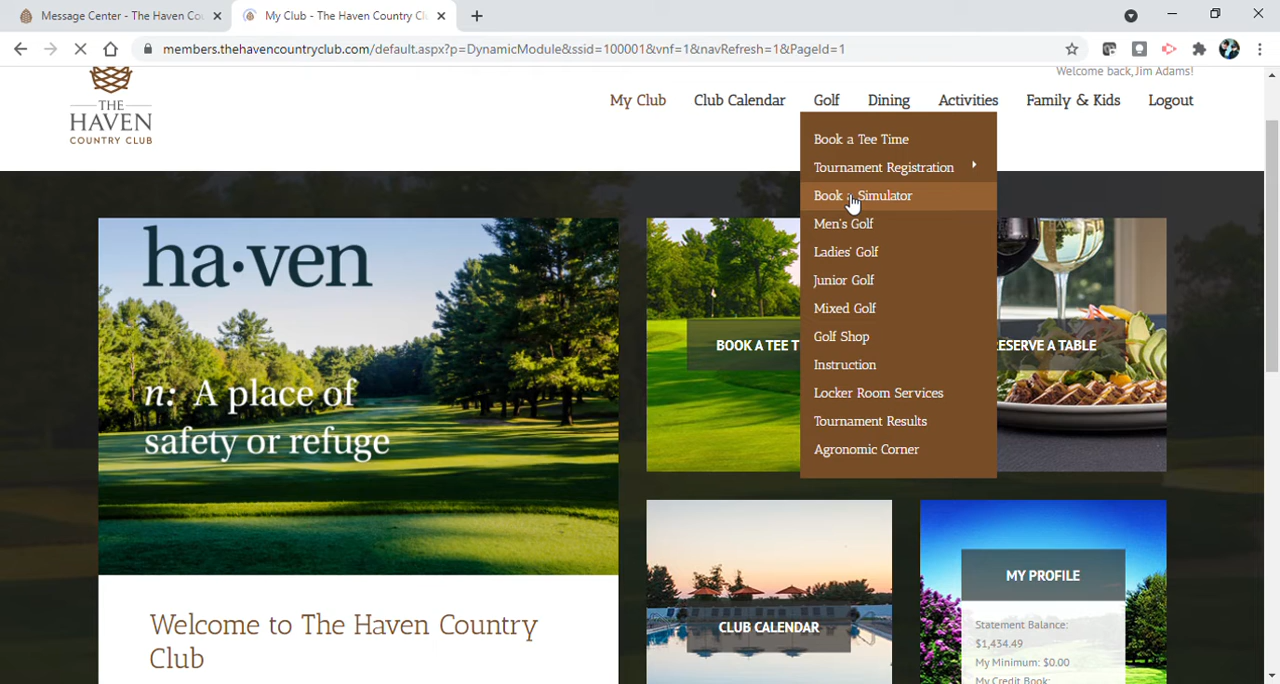 Message Center - The Haven Co
My Club - The Haven Country Cl
members.thehavencountryclub.com/default.aspx?p=DynamicModule&ssid=100001&vnf=1&navRefresh=1&PageId=1
Welcome back, Jim Adams!
THE
HAVEN
COUNTRY CLUB
My Club
Club Calendar
Golf
Dining
Activities
Family & Kids
Logout
Book a Tee Time
Tournament Registration
Book a Simulator
Men's Golf
Ladies' Golf
Junior Golf
Mixed Golf
Golf Shop
Instruction
Locker Room Services
Tournament Results
Agronomic Corner
ha·ven
n: A place of
safety or refuge
BOOK A TEE T
ESERVE A TABLE
Welcome to The Haven Country
Club
CLUB CALENDAR
MY PROFILE
Statement Balance:
$1,434.49
My Minimum: $0.00
My Credit Book: